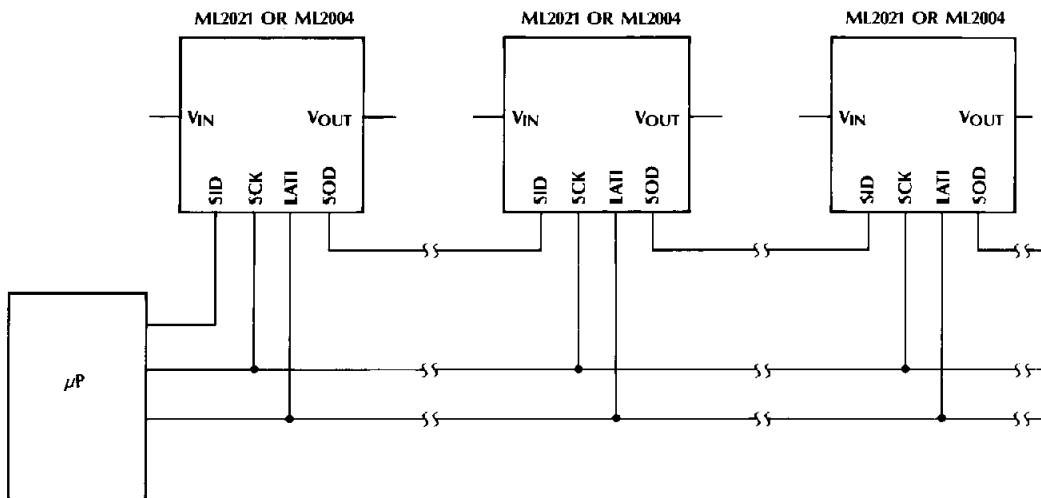 ML2021 OR ML2004 ML2021 OR ML2004 ML2021 OR ML2004
VIN VOUT VIN VOUT VIN VOUT
SID SCK LATI SOD SID SCK LATI SOD SID SCK LATI SOD
μP